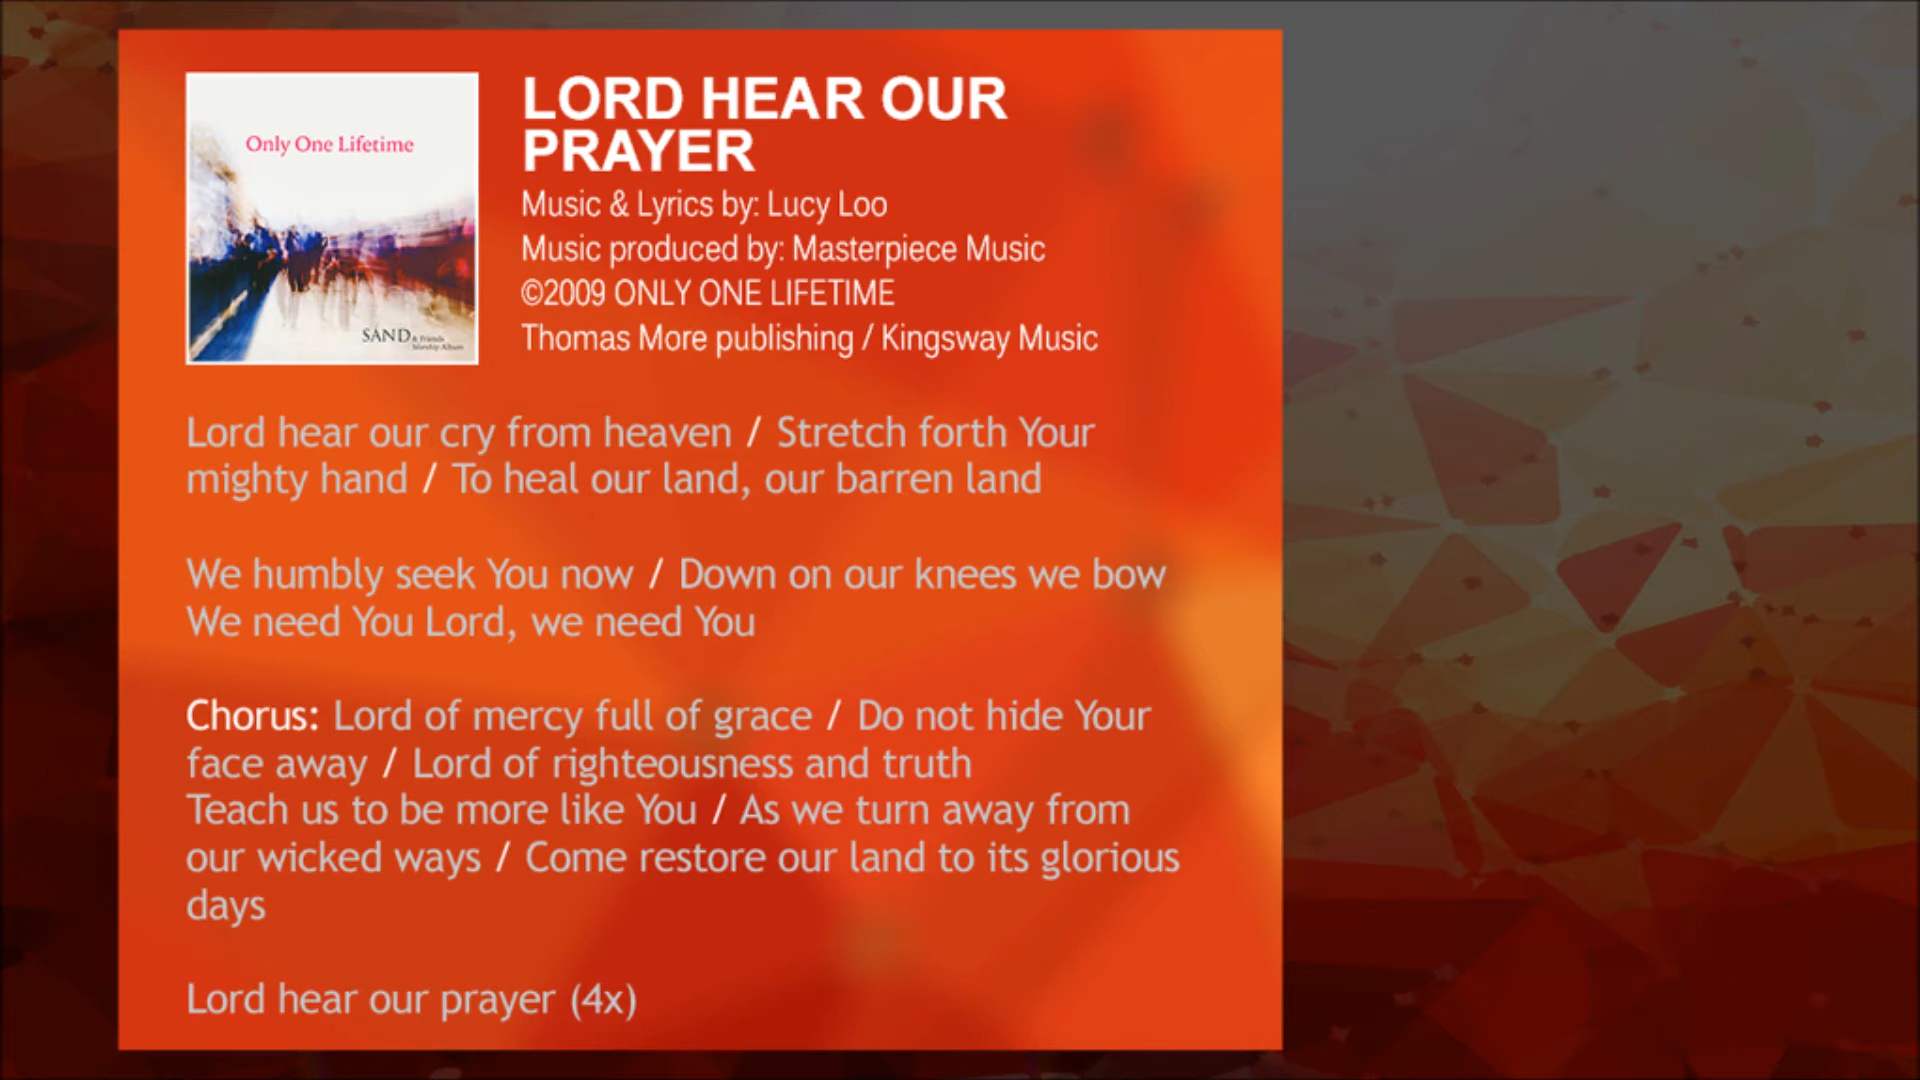 Only One Lifetime
SAND & Friends
Worship Album
LORD HEAR OUR
PRAYER
Music & Lyrics by: Lucy Loo
Music produced by: Masterpiece Music
©2009 ONLY ONE LIFETIME
Thomas More publishing / Kingsway Music
Lord hear our cry from heaven / Stretch forth Your
mighty hand / To heal our land, our barren land
We humbly seek You now / Down on our knees we bow
We need You Lord, we need You
Chorus: Lord of mercy full of grace / Do not hide Your
face away / Lord of righteousness and truth
Teach us to be more like You / As we turn away from
our wicked ways / Come restore our land to its glorious
days
Lord hear our prayer (4x)